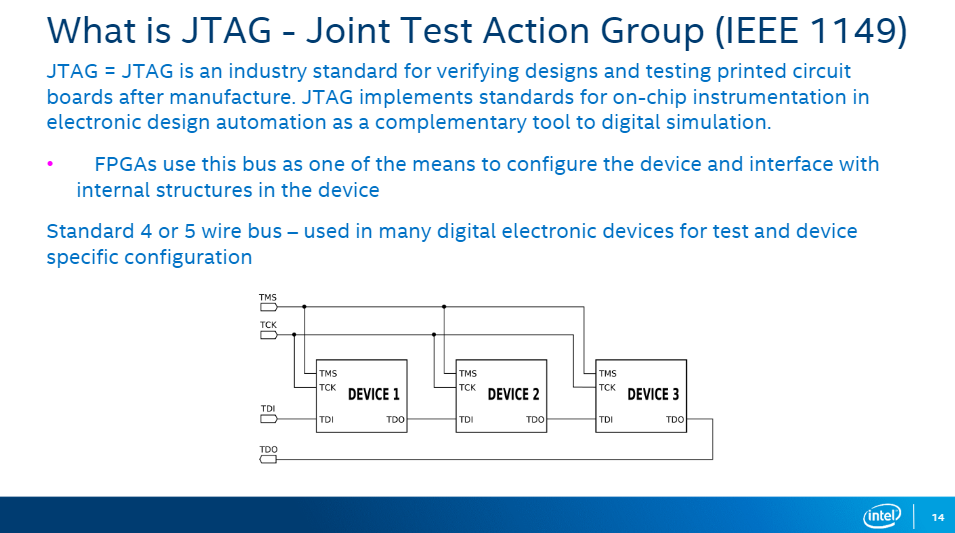 What is JTAG - Joint Test Action Group (IEEE 1149)
JTAG = JTAG is an industry standard for verifying designs and testing printed circuit
boards after manufacture. JTAG implements standards for on-chip instrumentation in
electronic design automation as a complementary tool to digital simulation.
• FPGAs use this bus as one of the means to configure the device and interface with
internal structures in the device
Standard 4 or 5 wire bus – used in many digital electronic devices for test and device
specific configuration
TMS
TCK
TMS TMS TMS
TCK TCK TCK
DEVICE 1 DEVICE 2 DEVICE 3
TDI
TDI TDO TDI TDO TDI TDO
TDO
intel 14